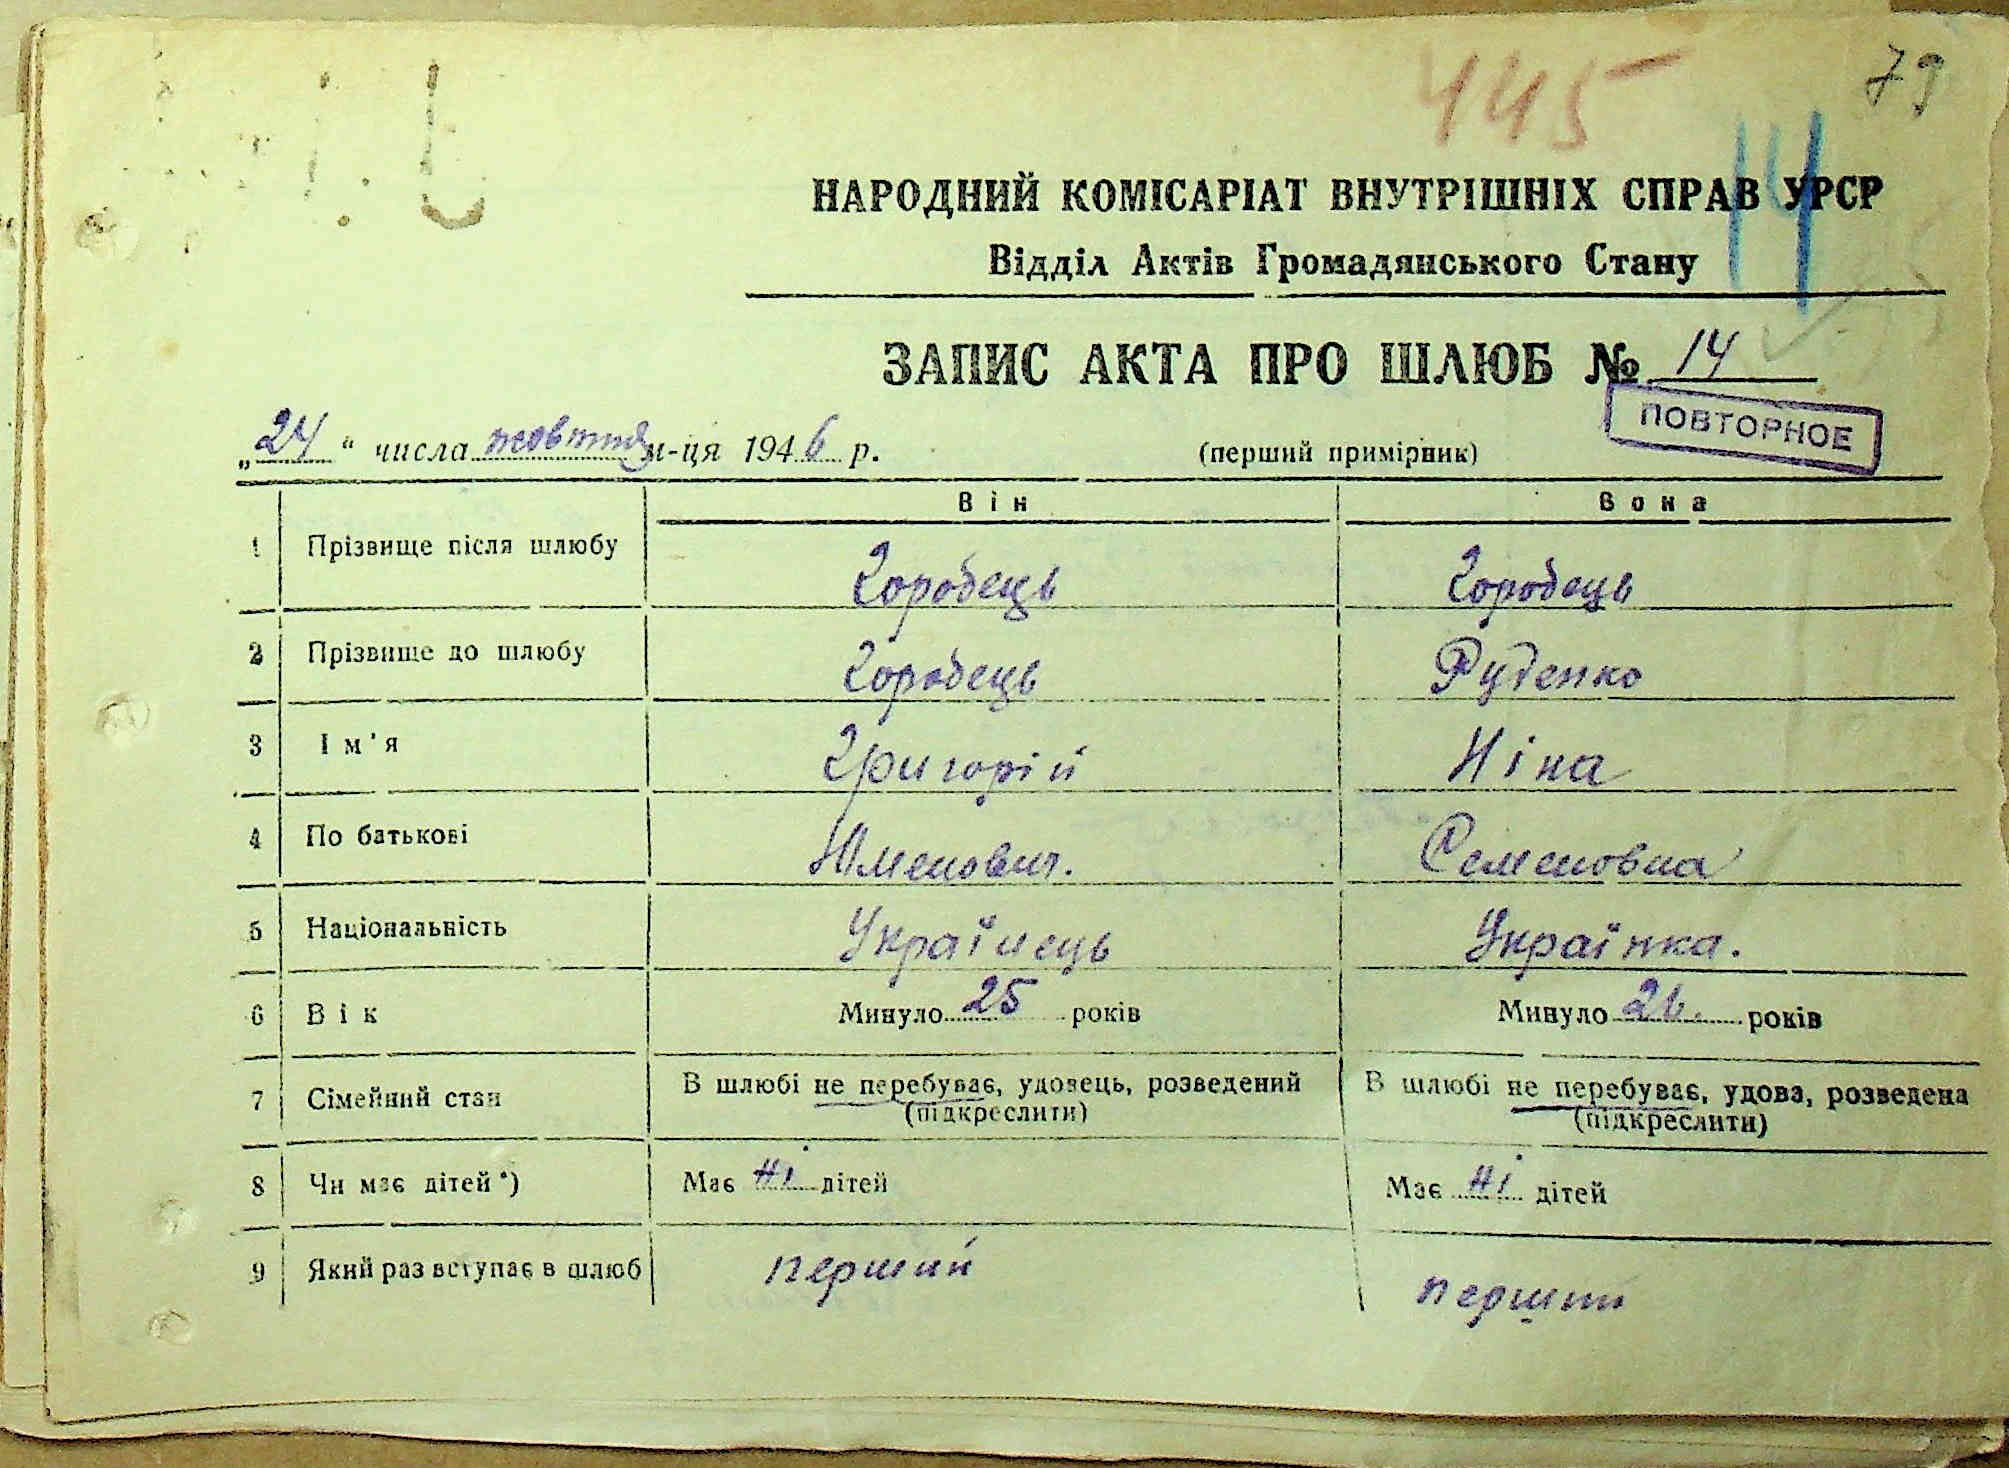 445
79
14
НАРОДНИЙ КОМІСАРІАТ ВНУТРІШНІХ СПРАВ УРСР
Відділ Актів Громадянського Стану
ЗАПИС АКТА ПРО ШЛЮБ № 14
ПОВТОРНОЕ
„24“ числа жовтня м-ця 1946 р. (перший примірник)
Він Вона
1 Прізвище після шлюбу Городець Городець
2 Прізвище до шлюбу Городець Руденко
3 Ім'я Григорій Ніна
4 По батькові Юменович. Семеновна
5 Національність Українець Українка.
6 Вік Минуло 25 років Минуло 26. років
7 Сімейний стан В шлюбі не перебуває, удовець, розведений В шлюбі не перебуває, удова, розведена
(підкреслити) (підкреслити)
8 Чи має дітей*) Має ні дітей Має ні дітей
9 Який раз вступає в шлюб перший перший